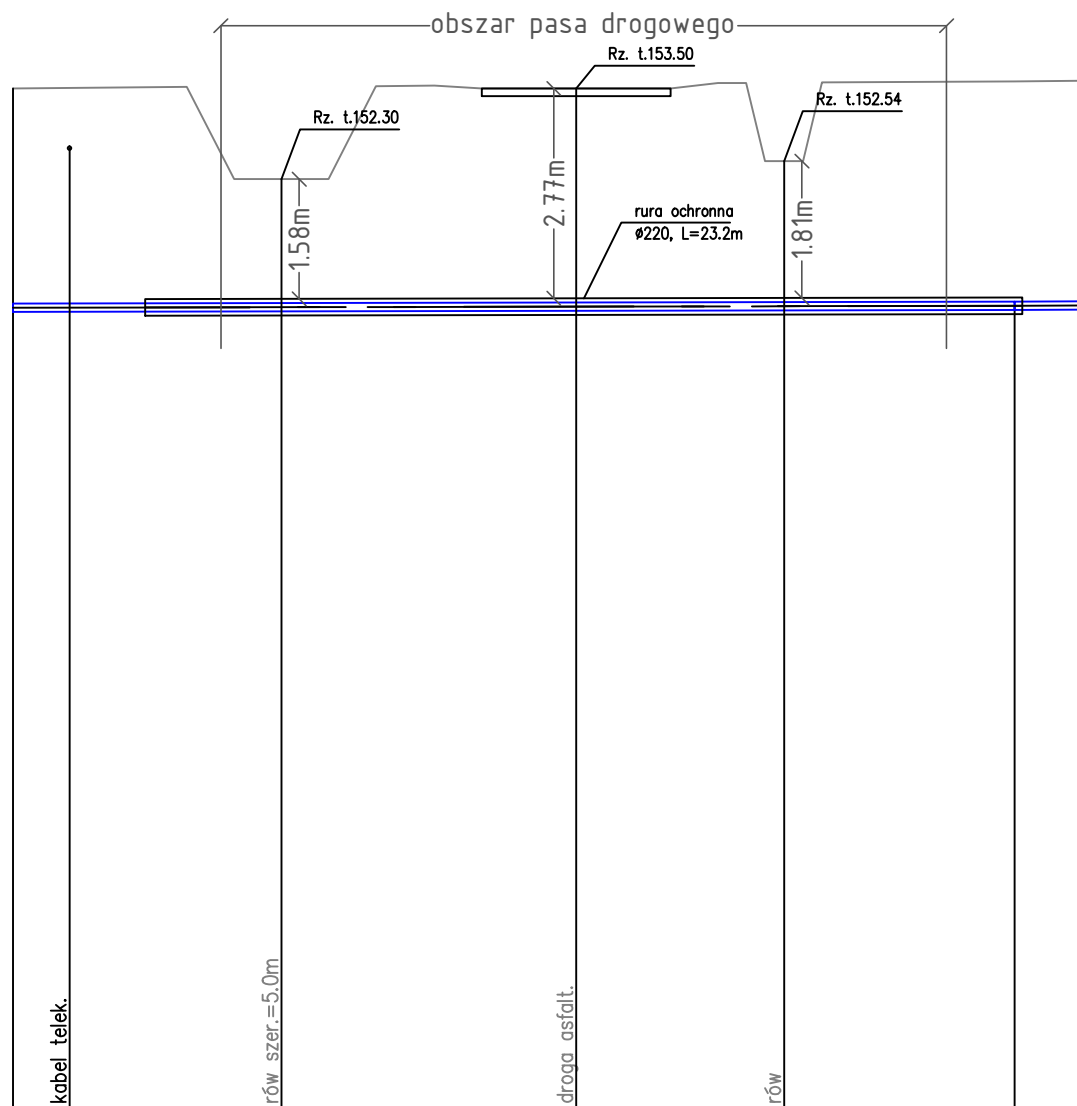 obszar pasa drogowego
Rz. t.153.50
Rz. t.152.54
Rz. t.152.30
2.77m
1.58m
1.81m
rura ochronna
ø220, L=23.2m
kabel telek.
rów szer.=5.0m
droga asfalt.
rów